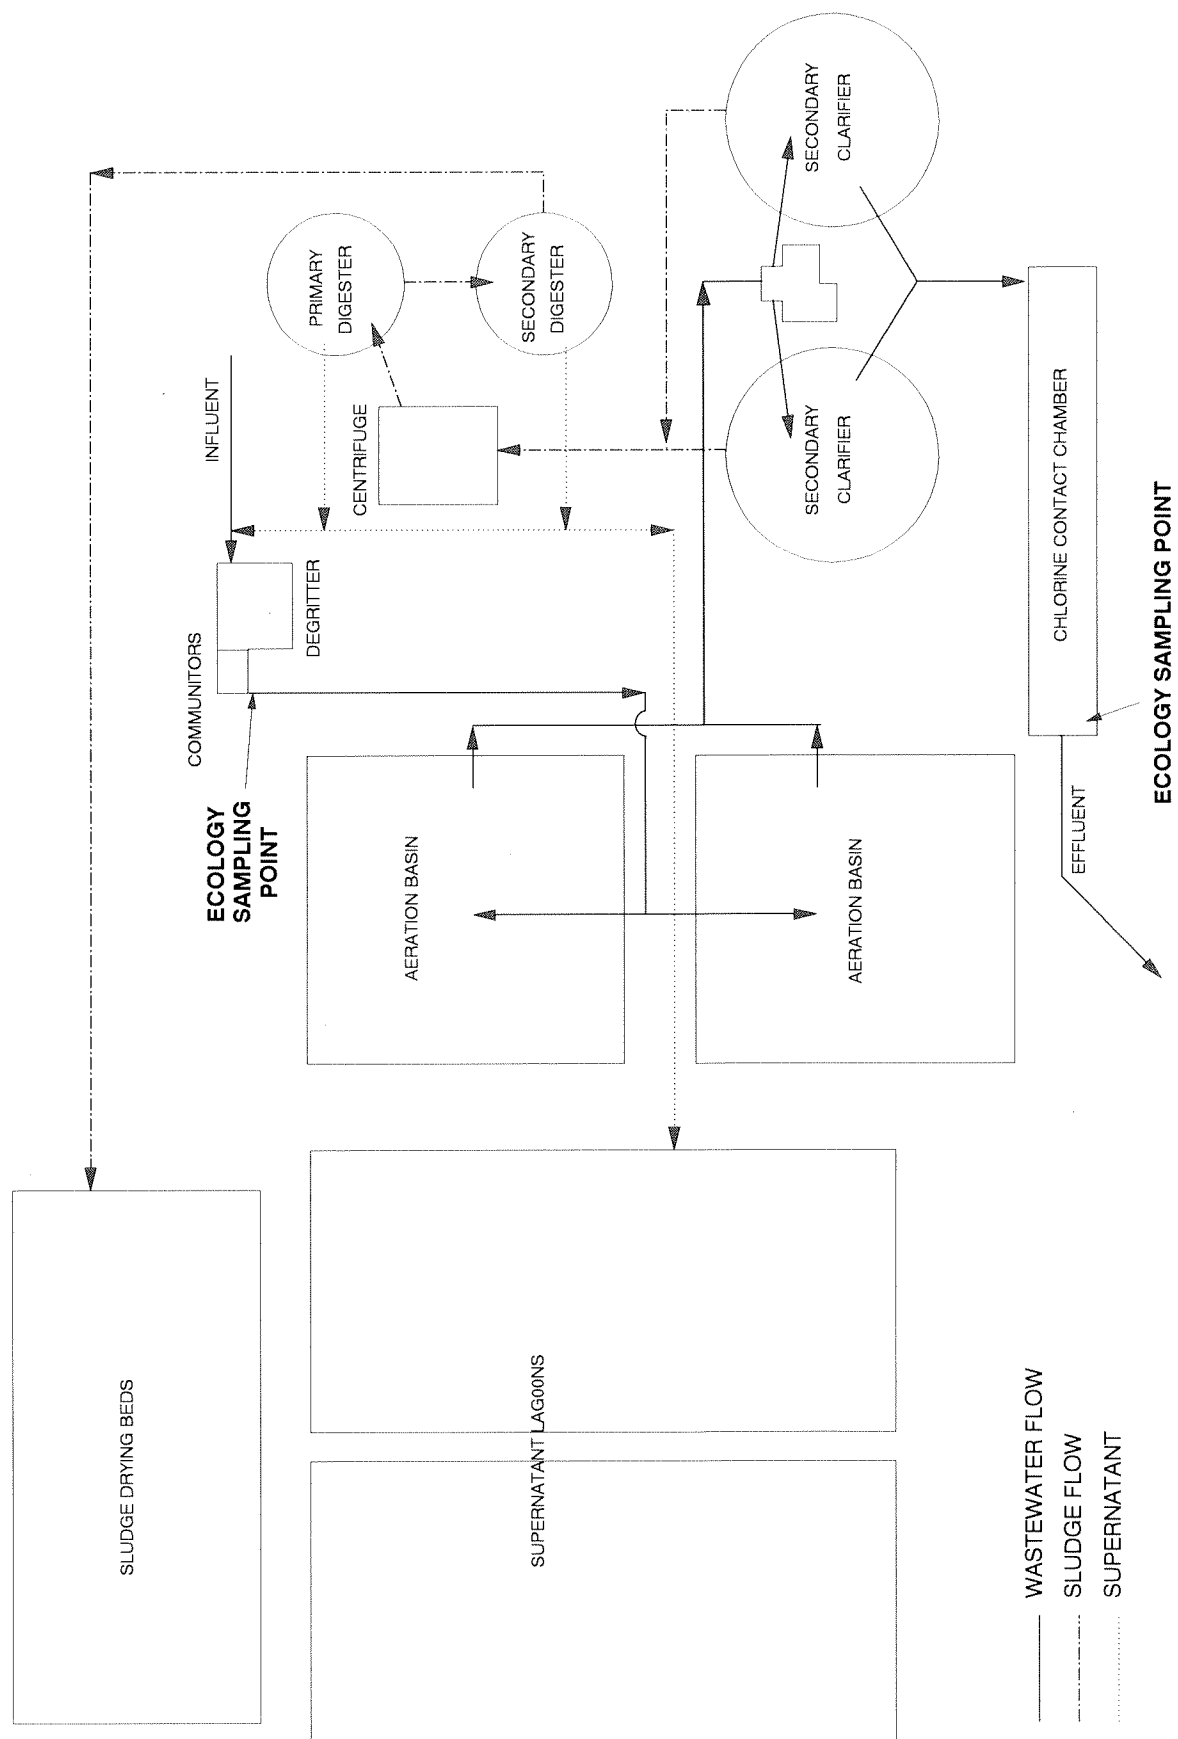 SLUDGE DRYING BEDS
SUPERNATANT LAGOONS
COMMUNITORS
DEGRITTER
INFLUENT
ECOLOGY
SAMPLING
POINT
CENTRIFUGE
PRIMARY
DIGESTER
SECONDARY
DIGESTER
AERATION BASIN
AERATION BASIN
SECONDARY
CLARIFIER
SECONDARY
CLARIFIER
CHLORINE CONTACT CHAMBER
EFFLUENT
ECOLOGY SAMPLING POINT
WASTEWATER FLOW
SLUDGE FLOW
SUPERNATANT